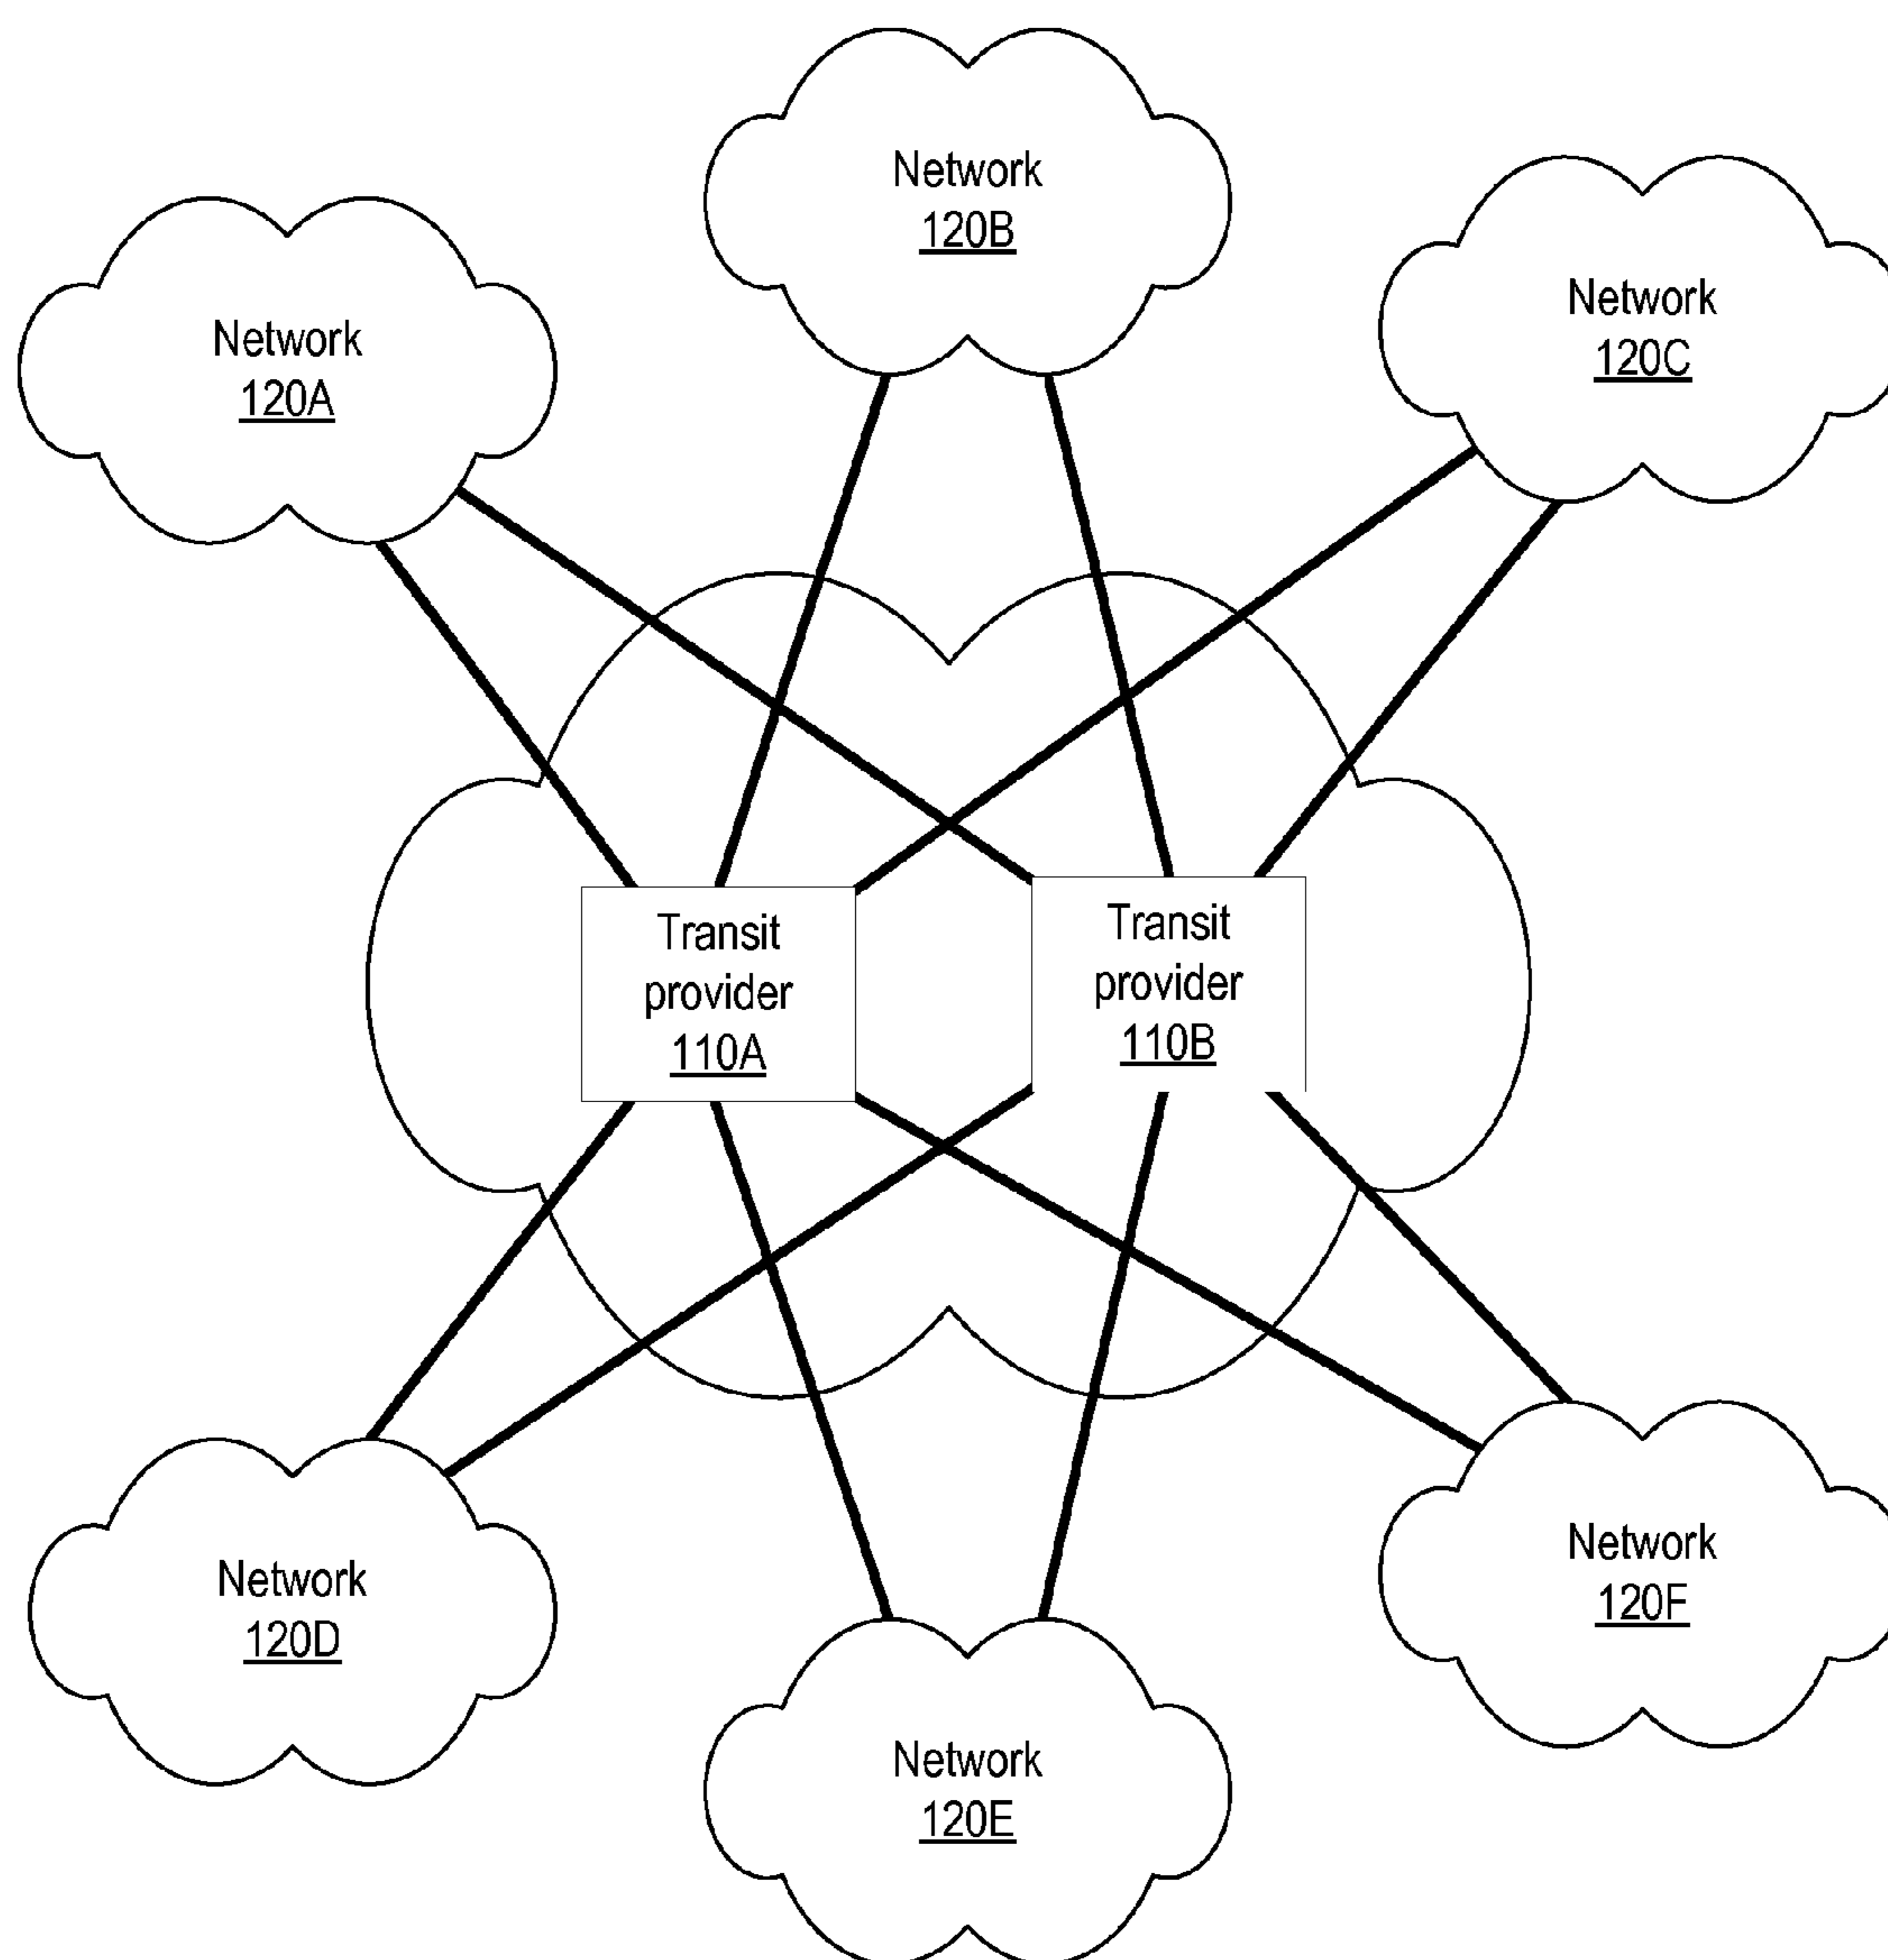 Network
120B
Network
120C
Network
120A
Transit
provider
110A
Transit
provider
110B
Network
120D
Network
120F
Network
120E